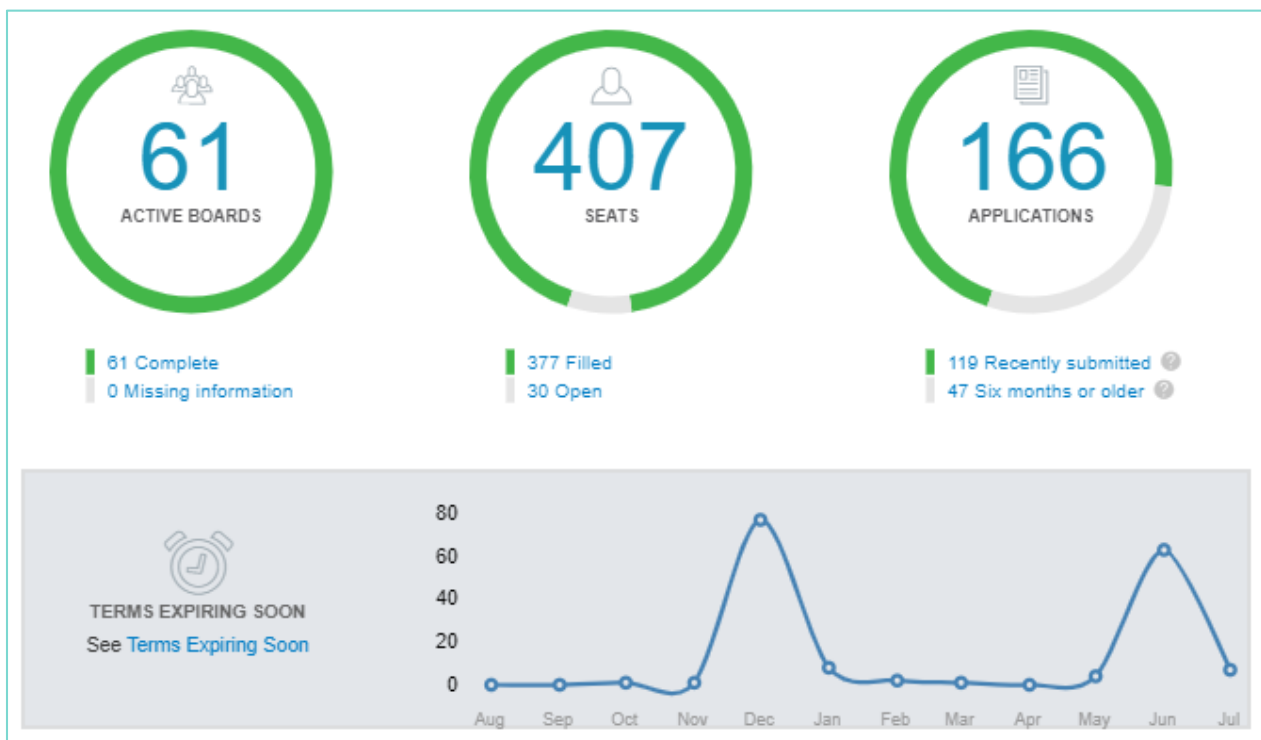 61
ACTIVE BOARDS
61 Complete
0 Missing information
407
SEATS
377 Filled
30 Open
166
APPLICATIONS
119 Recently submitted ?
47 Six months or older ?
TERMS EXPIRING SOON
See Terms Expiring Soon
80
60
40
20
0
Aug Sep Oct Nov Dec Jan Feb Mar Apr May Jun Jul